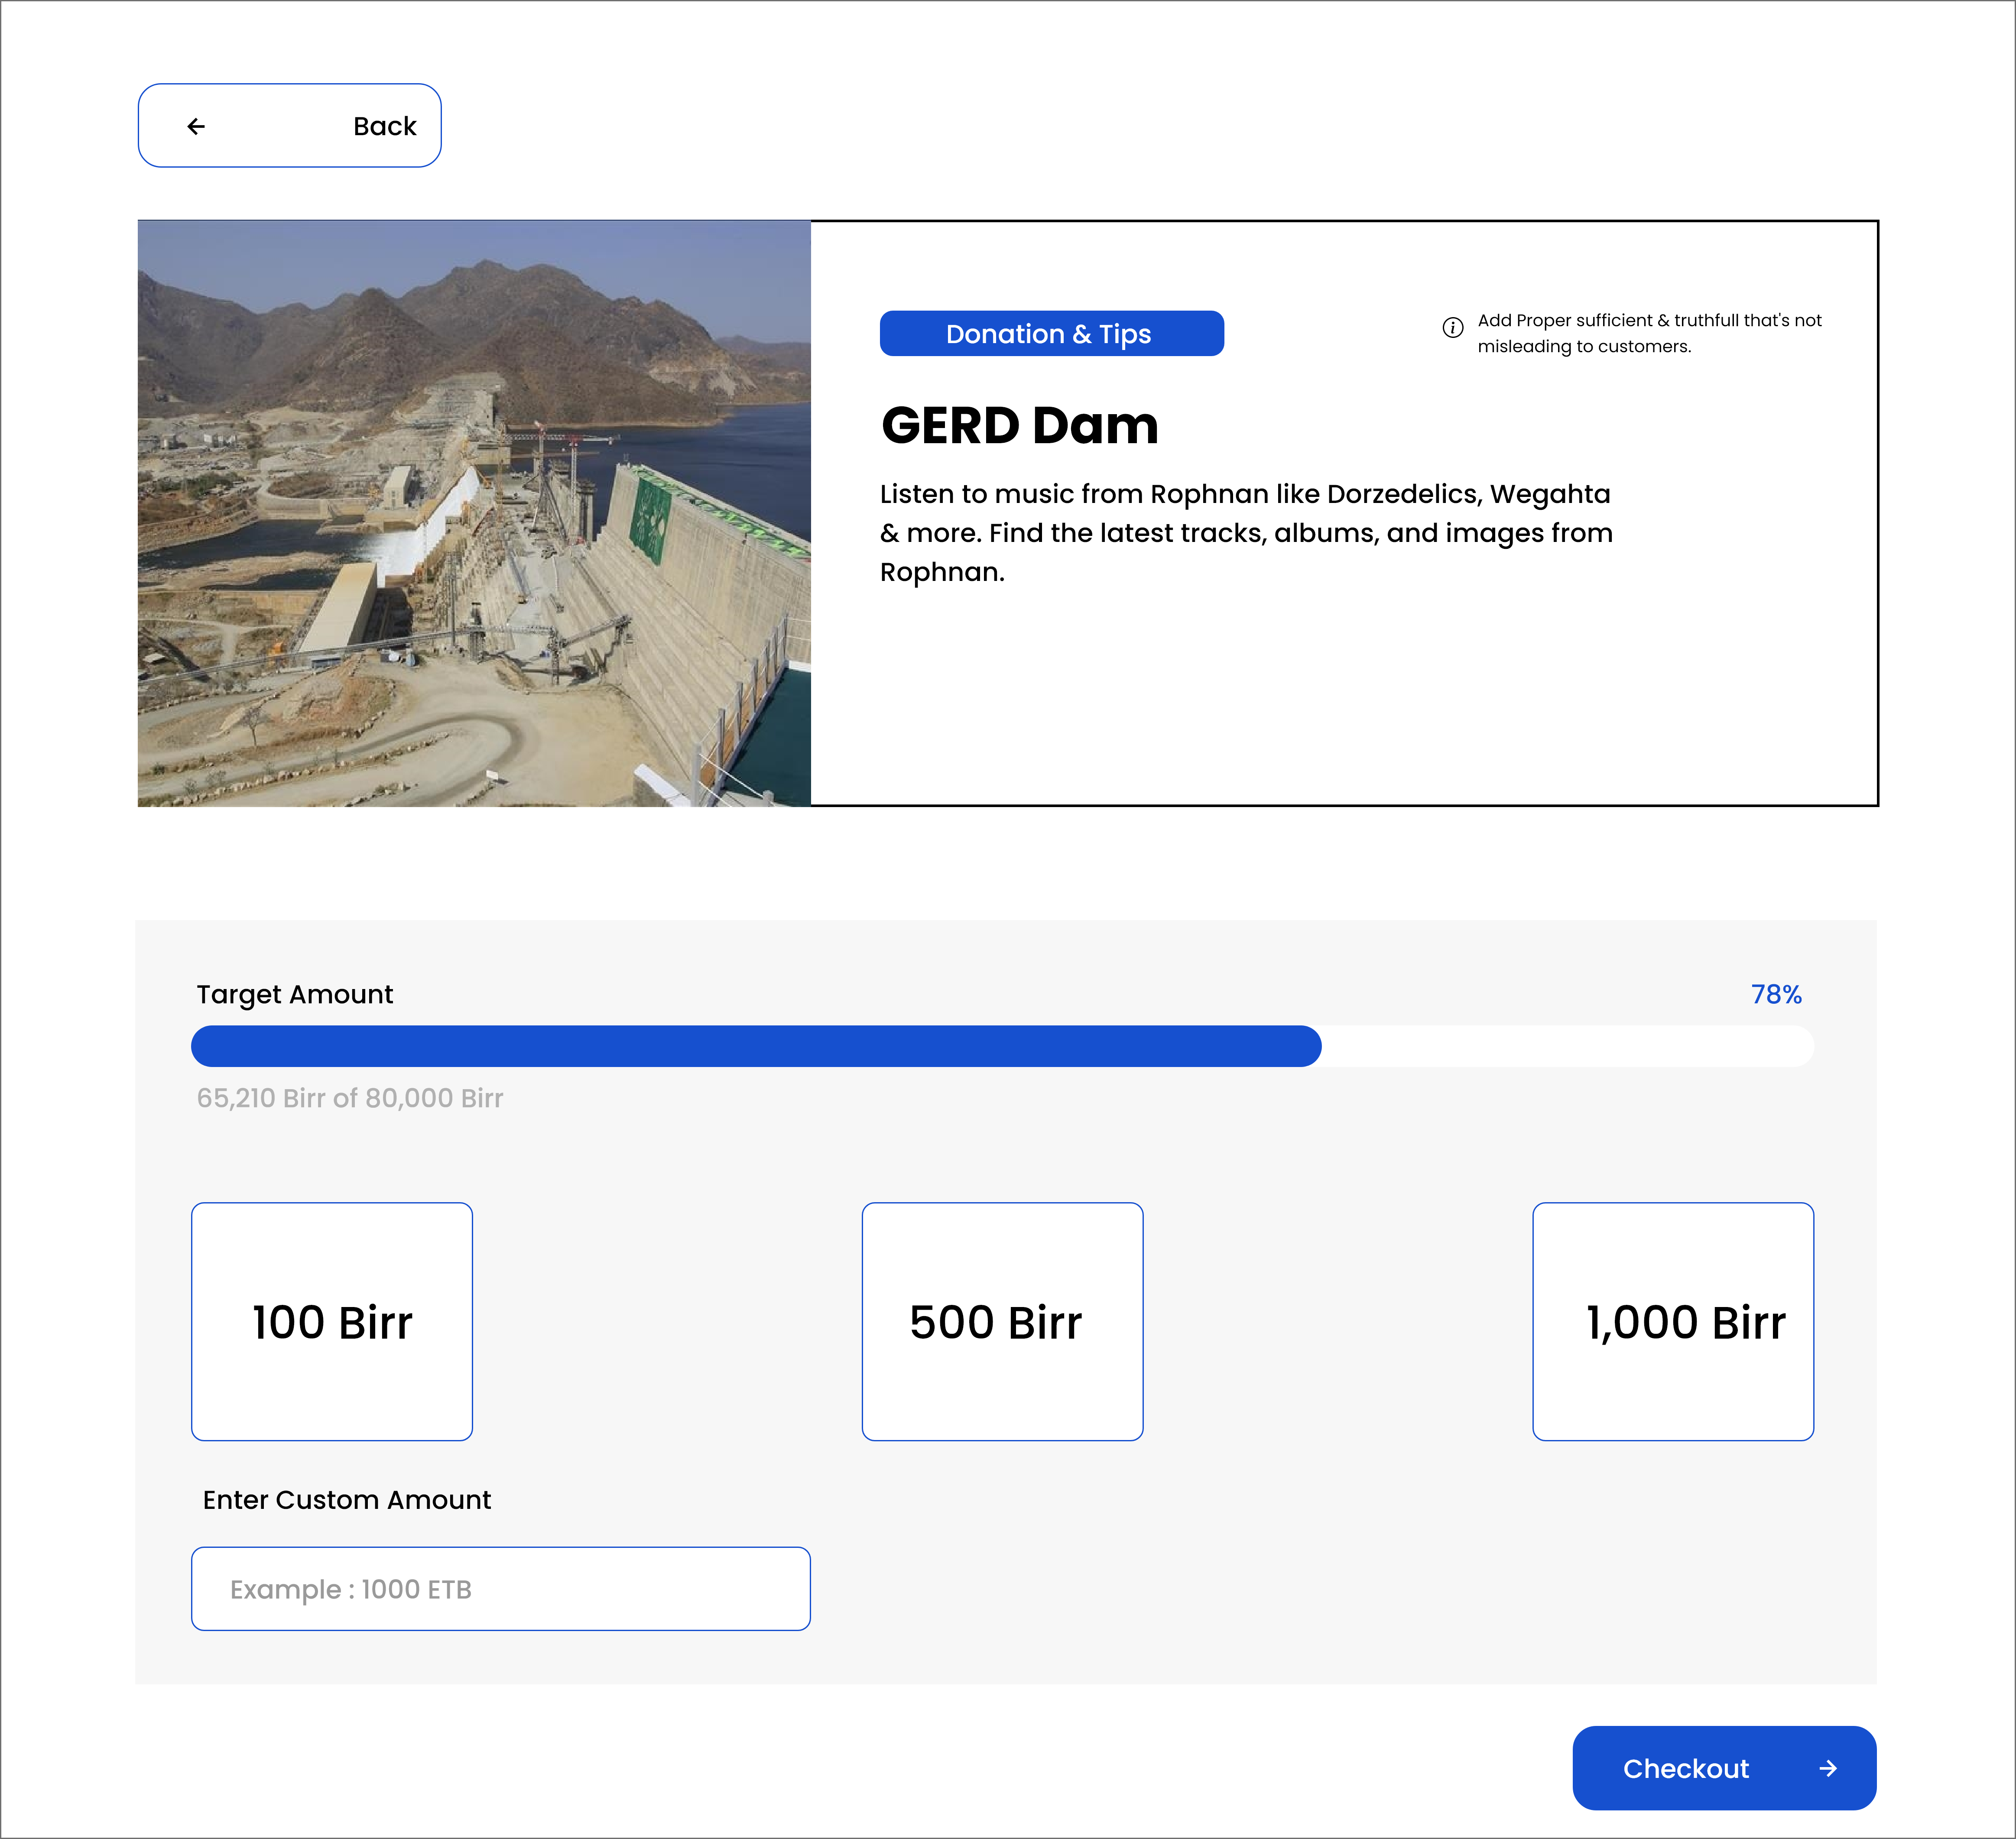 Back
Donation & Tips
Add Proper sufficient & truthfull that's not
misleading to customers.
GERD Dam
Listen to music from Rophnan like Dorzedelics, Wegahta
& more. Find the latest tracks, albums, and images from
Rophnan.
Target Amount
78%
65,210 Birr of 80,000 Birr
100 Birr
500 Birr
1,000 Birr
Enter Custom Amount
Example : 1000 ETB
Checkout